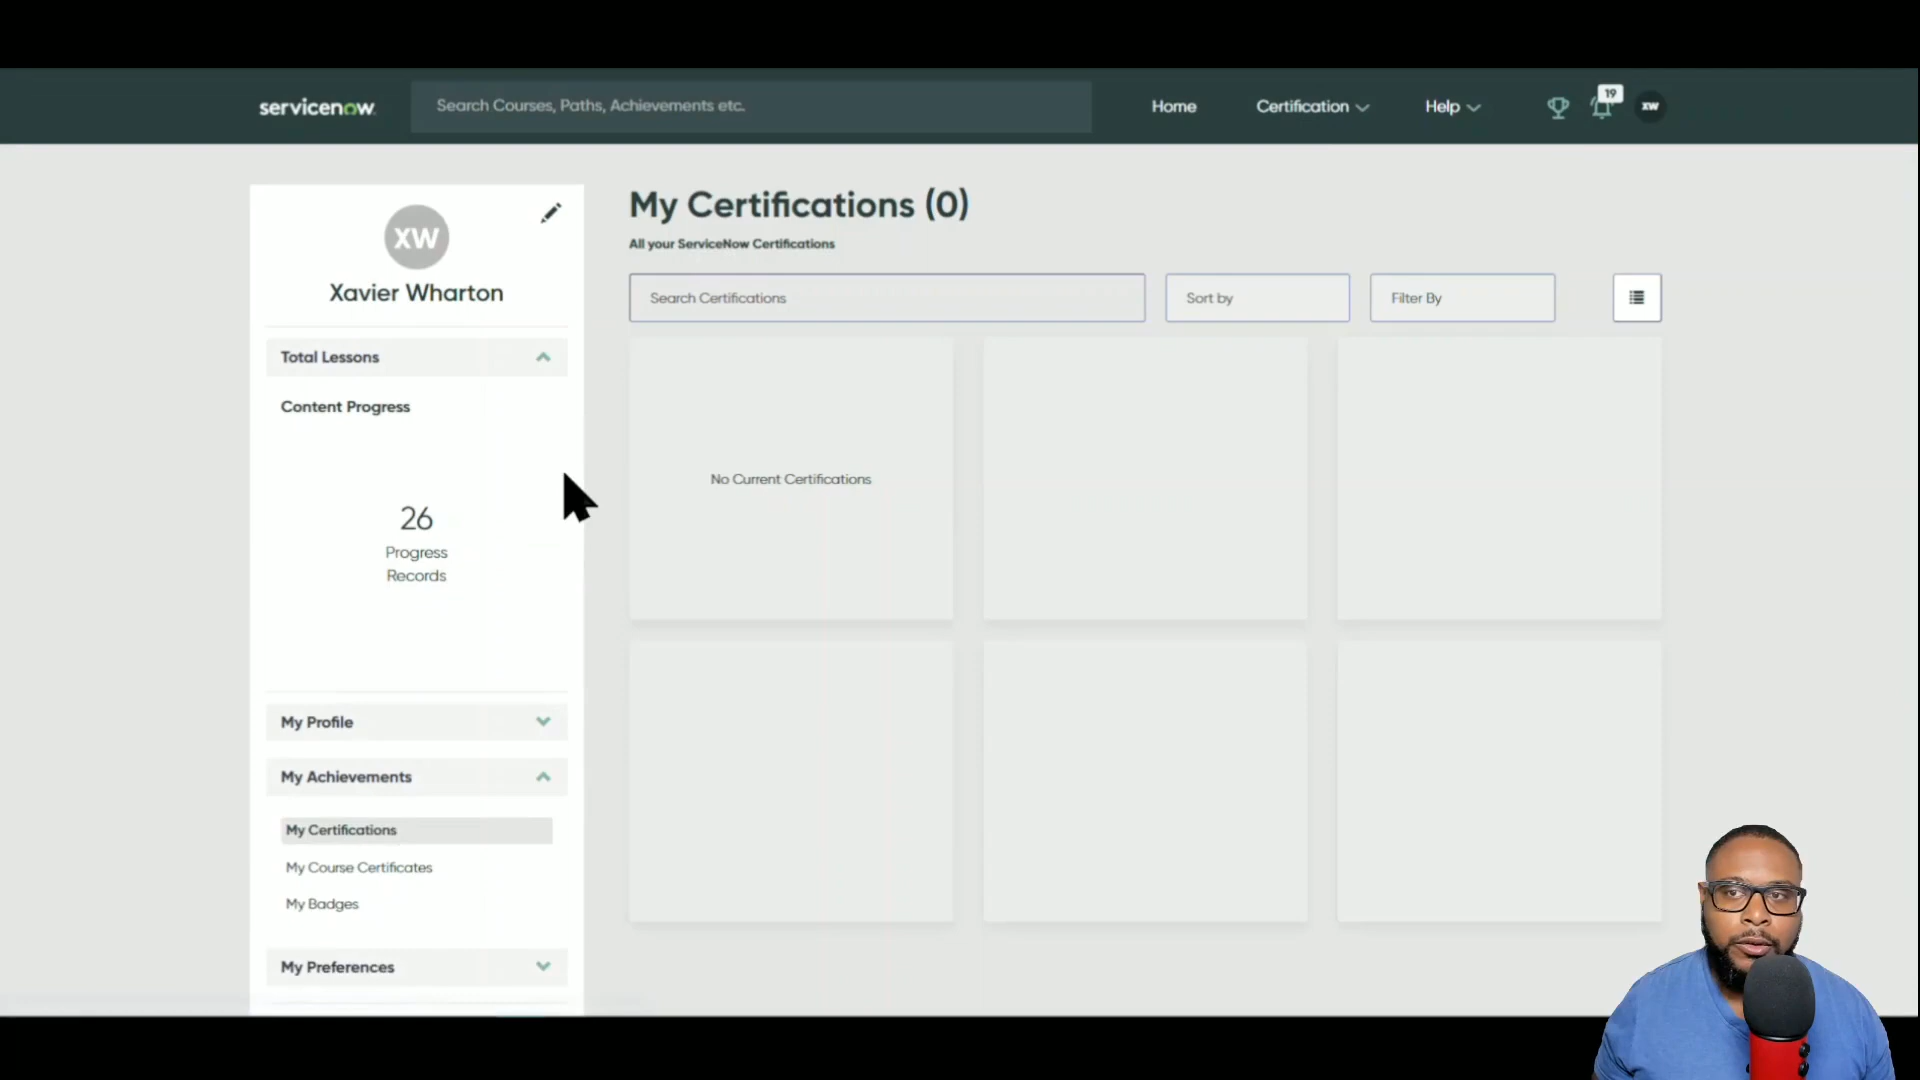 servicenow
Search Courses, Paths, Achievements etc.
Home
Certification
Help
19
XW
XW
Xavier Wharton
Total Lessons
Content Progress
26
Progress
Records
My Profile
My Achievements
My Certifications
My Course Certificates
My Badges
My Preferences
My Certifications (0)
All your ServiceNow Certifications
Search Certifications
Sort by
Filter By
No Current Certifications